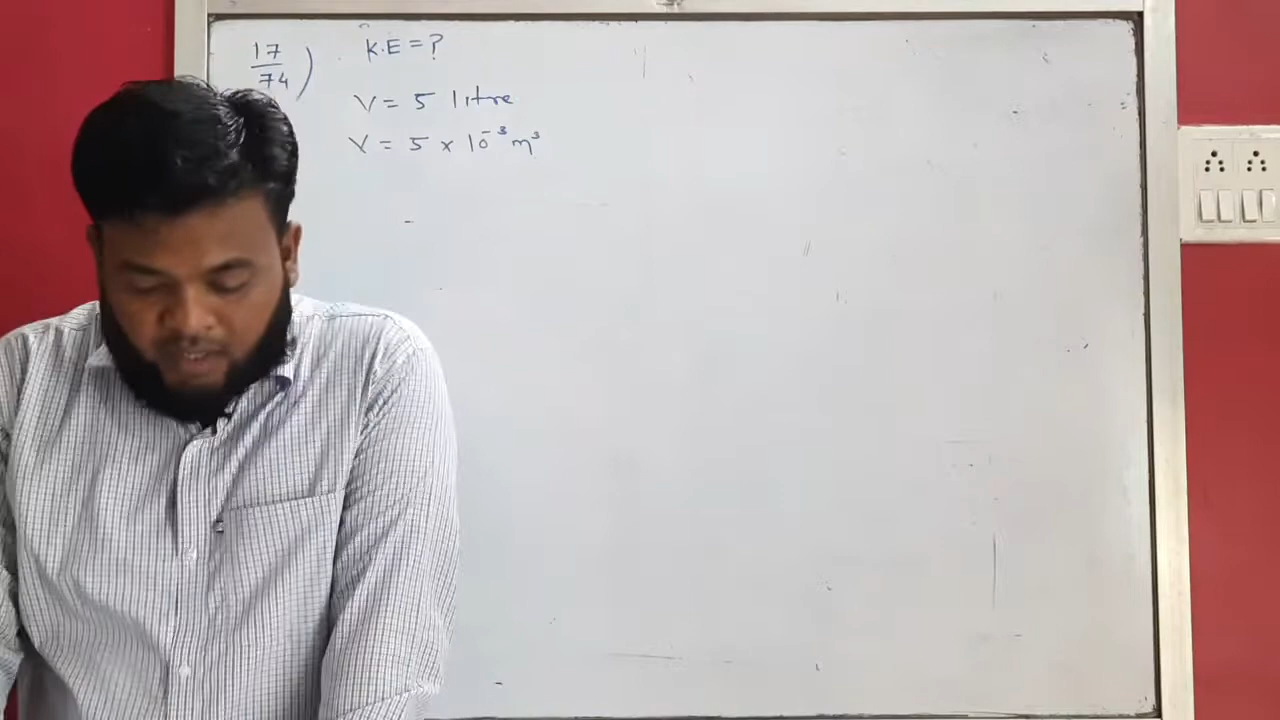 17/74) K.E = ?
V = 5 litre
V = 5 × 10⁻³ m³